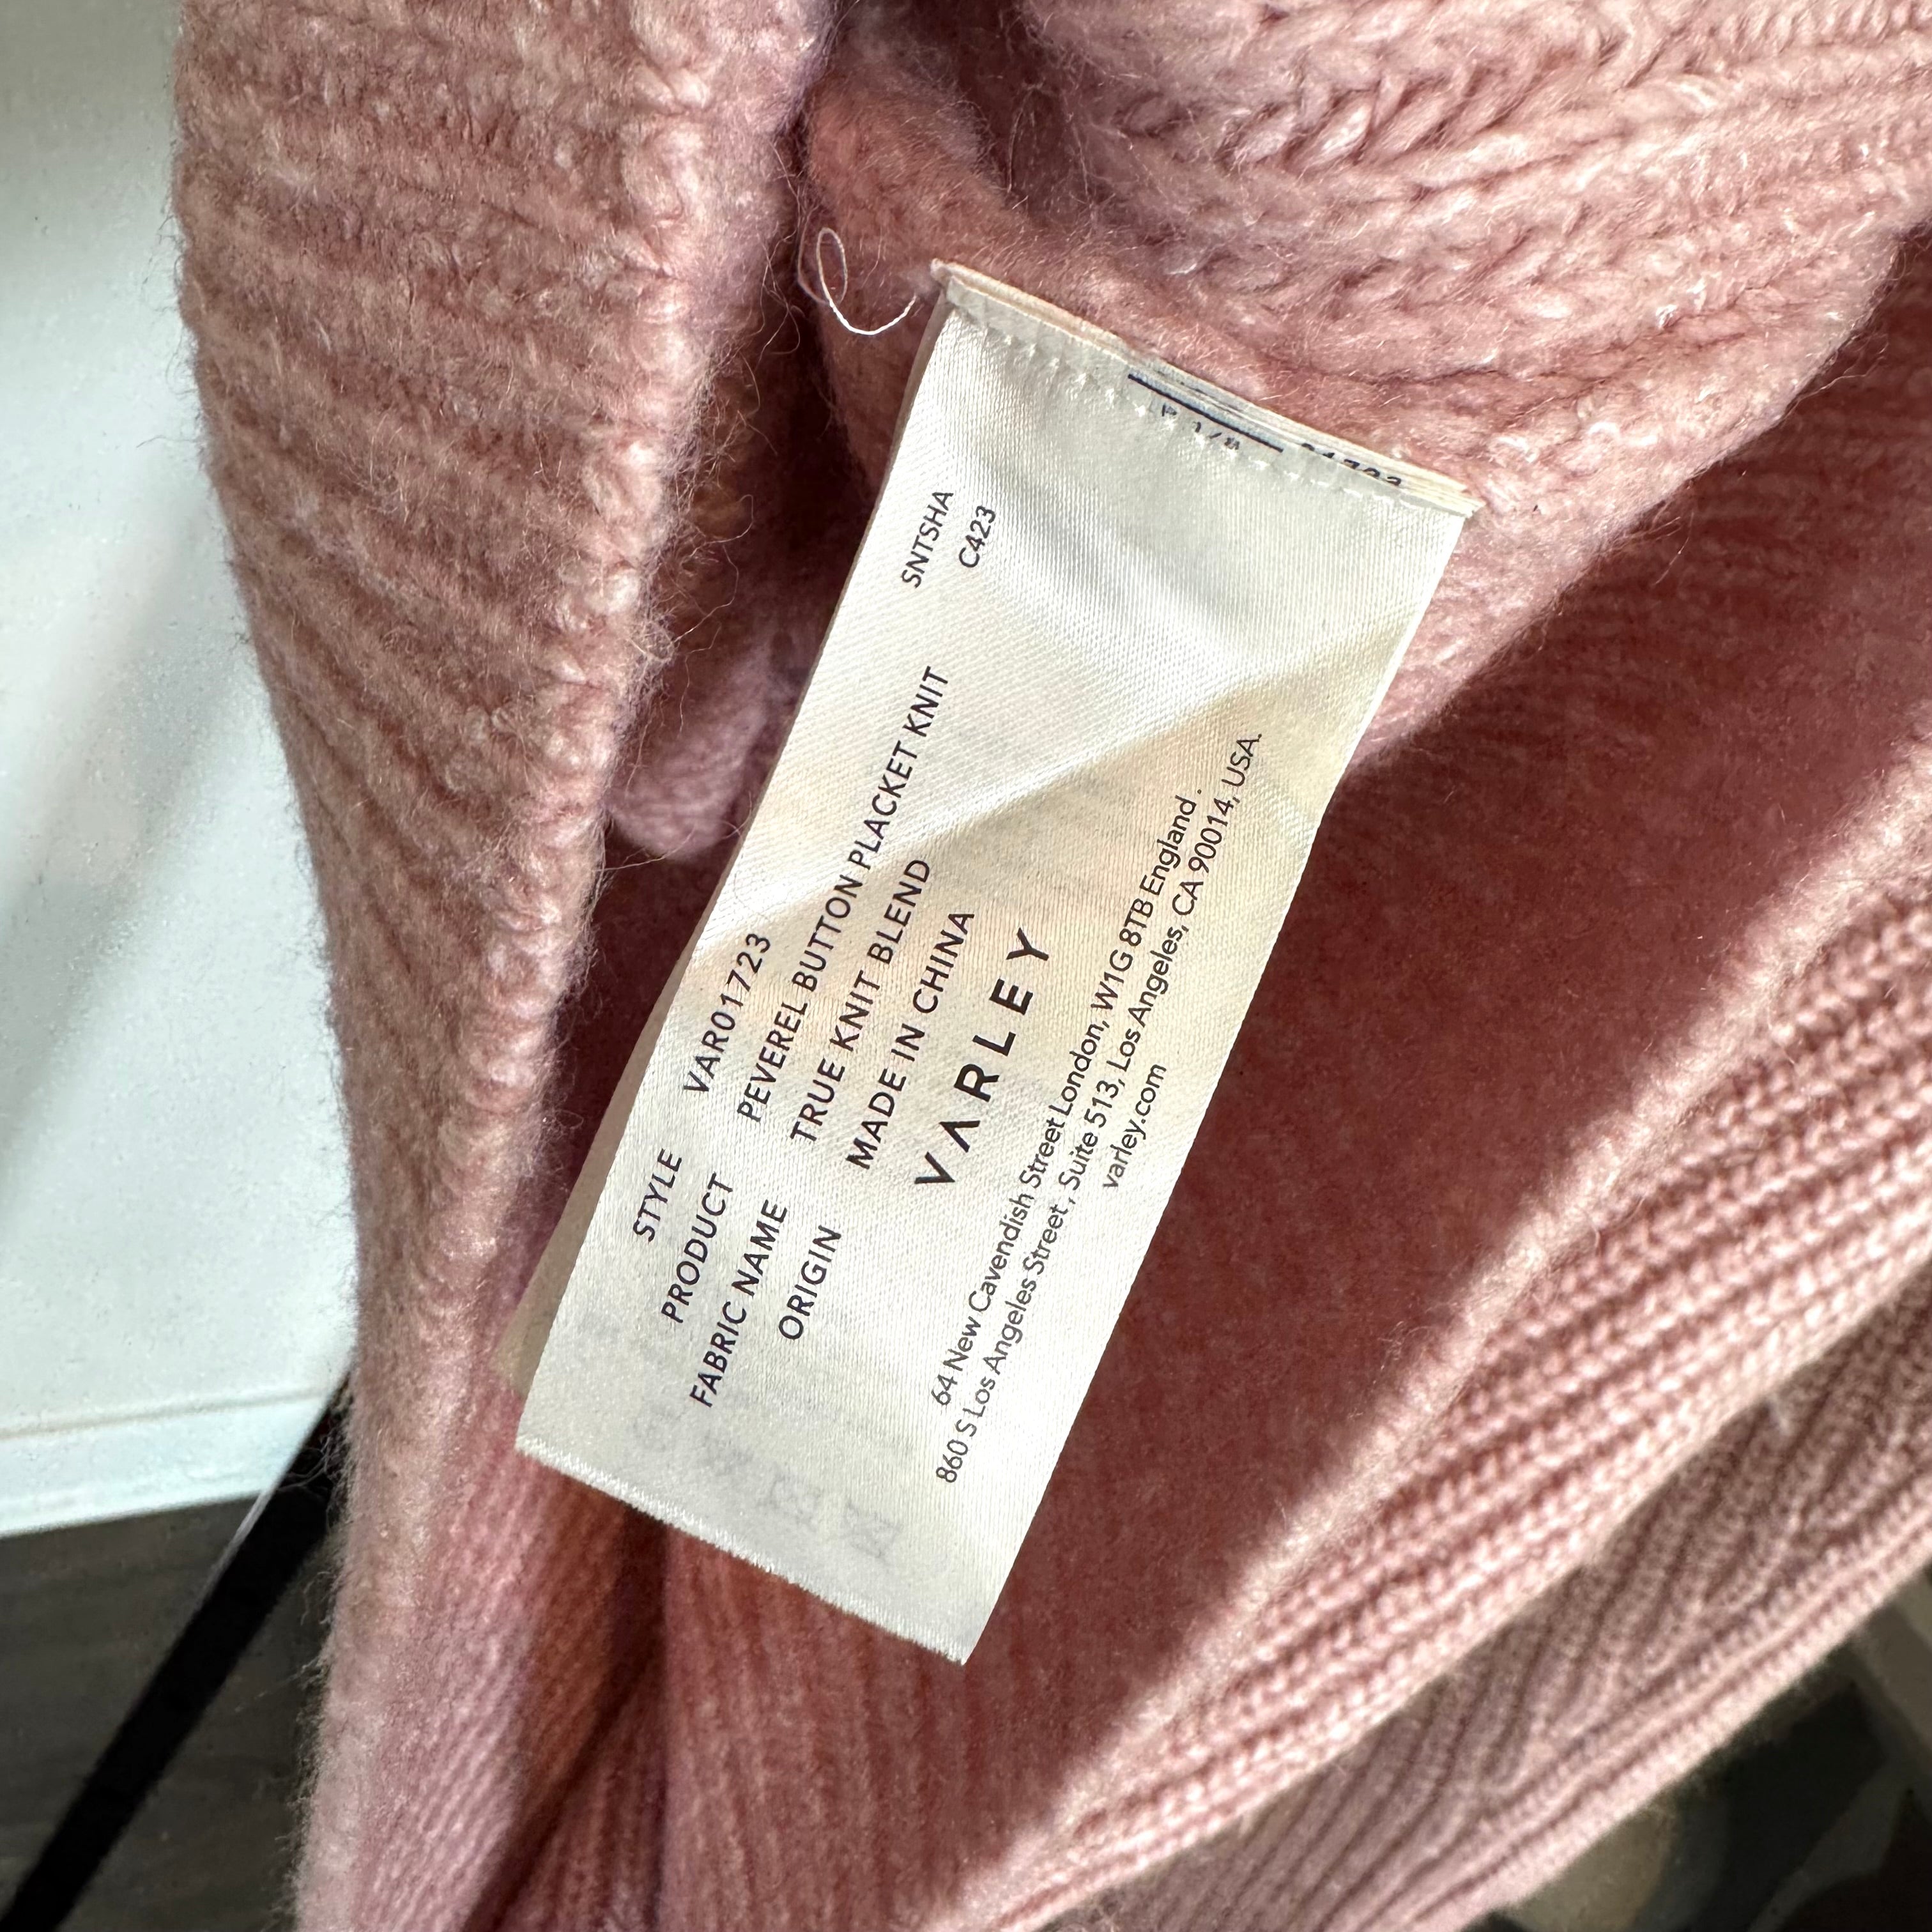 SNTSHA
C423
STYLE VAR01723
PRODUCT PEVEREL BUTTON PLACKET KNIT
FABRIC NAME TRUE KNIT BLEND
ORIGIN MADE IN CHINA
VARLEY
64 New Cavendish Street London, W1G 8TB England .
860 S Los Angeles Street , Suite 513, Los Angeles, CA 90014, USA.
varley.com